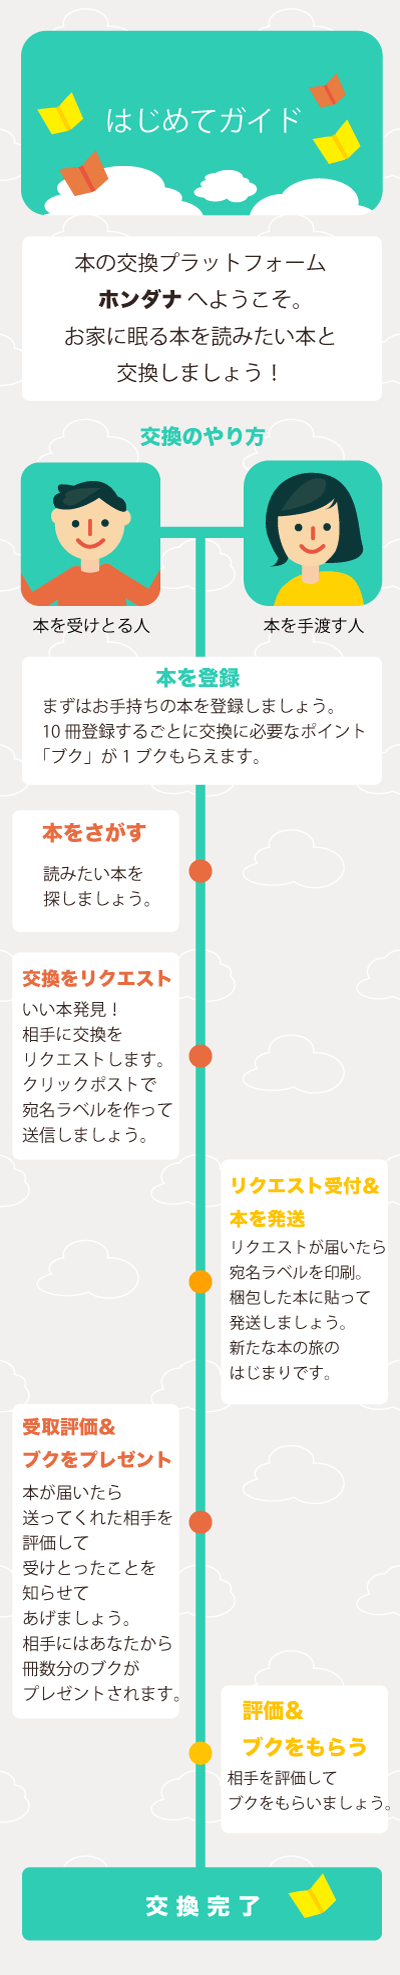 はじめてガイド
本の交換プラットフォーム
ホンダナ へようこそ。
お家に眠る本を読みたい本と
交換しましょう！
交換のやり方
本を受けとる人
本を手渡す人
本を登録
まずはお手持ちの本を登録しましょう。
10 冊登録するごとに交換に必要なポイント
「ブク」が 1 ブクもらえます。
本をさがす
読みたい本を
探しましょう。
交換をリクエスト
いい本発見！
相手に交換を
リクエストします。
クリックポストで
宛名ラベルを作って
送信しましょう。
リクエスト受付&
本を発送
リクエストが届いたら
宛名ラベルを印刷。
梱包した本に貼って
発送しましょう。
新たな本の旅の
はじまりです。
受取評価&
ブクをプレゼント
本が届いたら
送ってくれた相手を
評価して
受けとったことを
知らせて
あげましょう。
相手にはあなたから
冊数分のブクが
プレゼントされます。
評価&
ブクをもらう
相手を評価して
ブクをもらいましょう。
交換完了